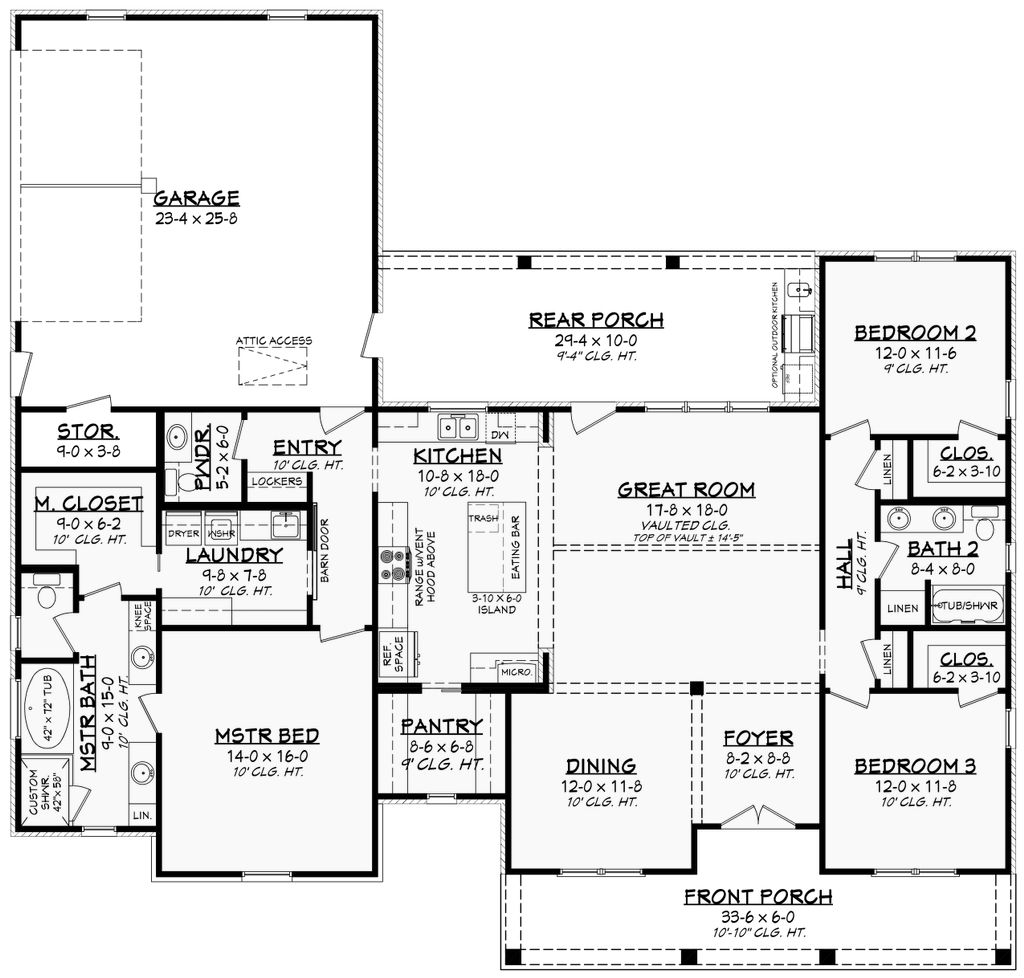 GARAGE
23-4 x 25-8
ATTIC ACCESS
REAR PORCH
29-4 x 10-0
9'-4" CLG. HT.
OPTIONAL OUTDOOR KITCHEN
REF.
BEDROOM 2
12-0 x 11-6
9' CLG. HT.
STOR.
9-0 x 3-8
PWDR.
5-2 x 6-0
ENTRY
10' CLG. HT.
LOCKERS
KITCHEN
10-8 x 18-0
10' CLG. HT.
DW
TRASH
EATING BAR
RANGE W/VENT
HOOD ABOVE
3-10 x 6-0
ISLAND
REF.
SPACE
MICRO.
GREAT ROOM
17-8 x 18-0
VAULTED CLG.
TOP OF VAULT ± 14'-5"
HALL
9' CLG. HT.
LINEN
CLOS.
6-2 x 3-10
BATH 2
8-4 x 8-0
LINEN
TUB/SHWR
LINEN
CLOS.
6-2 x 3-10
M. CLOSET
9-0 x 6-2
10' CLG. HT.
DRYER
WSHR
LAUNDRY
9-8 x 7-8
10' CLG. HT.
BARN DOOR
KNEE
SPACE
MSTR BATH
9-0 x 15-0
10' CLG. HT.
42" x 72" TUB
CUSTOM
SHWR.
42"x 58"
LIN.
MSTR BED
14-0 x 16-0
10' CLG. HT.
PANTRY
8-6 x 6-8
9' CLG. HT.
DINING
12-0 x 11-8
10' CLG. HT.
FOYER
8-2 x 8-8
10' CLG. HT.
BEDROOM 3
12-0 x 11-8
10' CLG. HT.
FRONT PORCH
33-6 x 6-0
10'-10" CLG. HT.